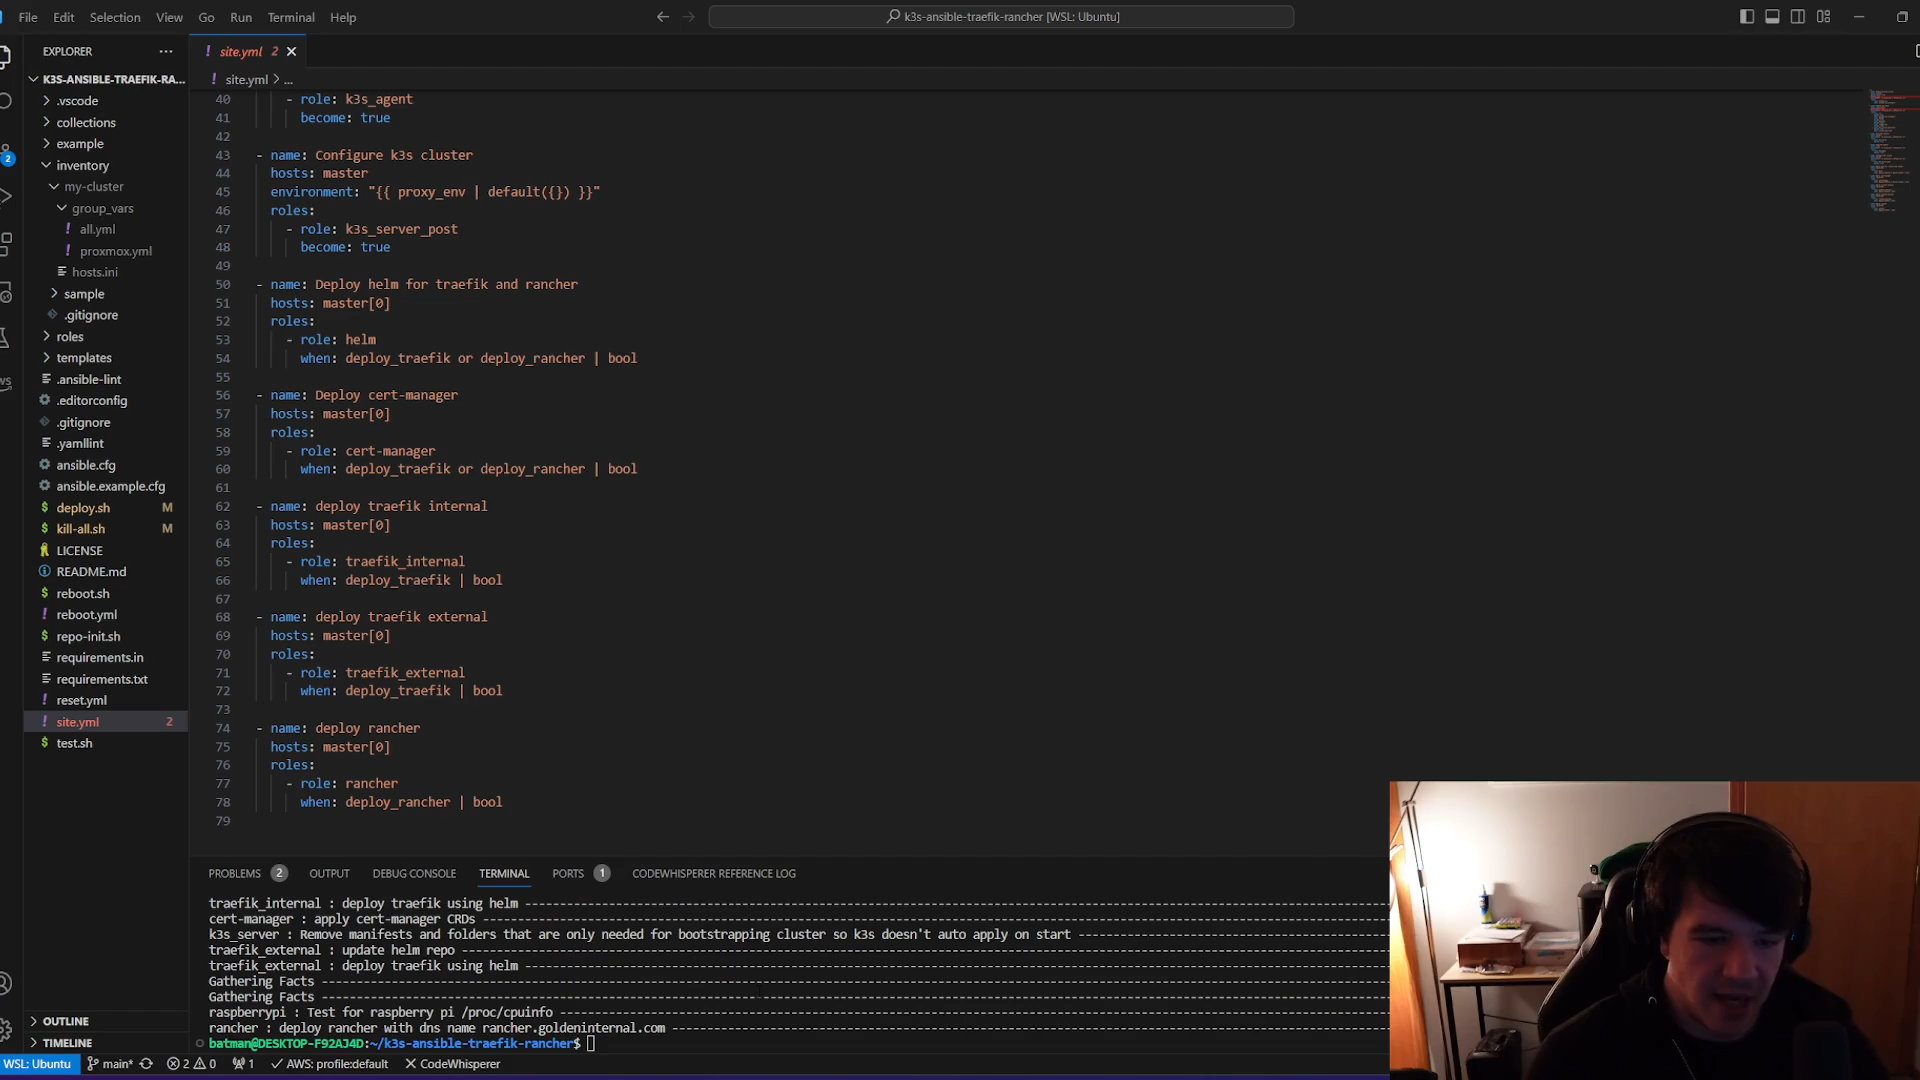 File Edit Selection View Go Run Terminal Help
k3s-ansible-traefik-rancher [WSL: Ubuntu]
EXPLORER ...
K3S-ANSIBLE-TRAEFIK-RA...
.vscode
collections
example
inventory
my-cluster
group_vars
! all.yml
! proxmox.yml
hosts.ini
sample
.gitignore
roles
templates
.ansible-lint
.editorconfig
.gitignore
.yamllint
ansible.cfg
ansible.example.cfg
$ deploy.sh M
$ kill-all.sh M
LICENSE
README.md
$ reboot.sh
! reboot.yml
$ repo-init.sh
requirements.in
requirements.txt
! reset.yml
! site.yml 2
$ test.sh
OUTLINE
TIMELINE
2
! site.yml 2
! site.yml > ...
40 - role: k3s_agent
41 become: true
42
43 - name: Configure k3s cluster
44 hosts: master
45 environment: "{{ proxy_env | default({}) }}"
46 roles:
47 - role: k3s_server_post
48 become: true
49
50 - name: Deploy helm for traefik and rancher
51 hosts: master[0]
52 roles:
53 - role: helm
54 when: deploy_traefik or deploy_rancher | bool
55
56 - name: Deploy cert-manager
57 hosts: master[0]
58 roles:
59 - role: cert-manager
60 when: deploy_traefik or deploy_rancher | bool
61
62 - name: deploy traefik internal
63 hosts: master[0]
64 roles:
65 - role: traefik_internal
66 when: deploy_traefik | bool
67
68 - name: deploy traefik external
69 hosts: master[0]
70 roles:
71 - role: traefik_external
72 when: deploy_traefik | bool
73
74 - name: deploy rancher
75 hosts: master[0]
76 roles:
77 - role: rancher
78 when: deploy_rancher | bool
79
PROBLEMS 2 OUTPUT DEBUG CONSOLE TERMINAL PORTS 1 CODEWHISPERER REFERENCE LOG
traefik_internal : deploy traefik using helm
cert-manager : apply cert-manager CRDs
k3s_server : Remove manifests and folders that are only needed for bootstrapping cluster so k3s doesn't auto apply on start
traefik_external : update helm repo
traefik_external : deploy traefik using helm
Gathering Facts
Gathering Facts
raspberrypi : Test for raspberry pi /proc/cpuinfo
rancher : deploy rancher with dns name rancher.goldeninternal.com
batman@DESKTOP-F92AJ4D:~/k3s-ansible-traefik-rancher$
WSL: Ubuntu main* 2 0 1 AWS: profile:default CodeWhisperer